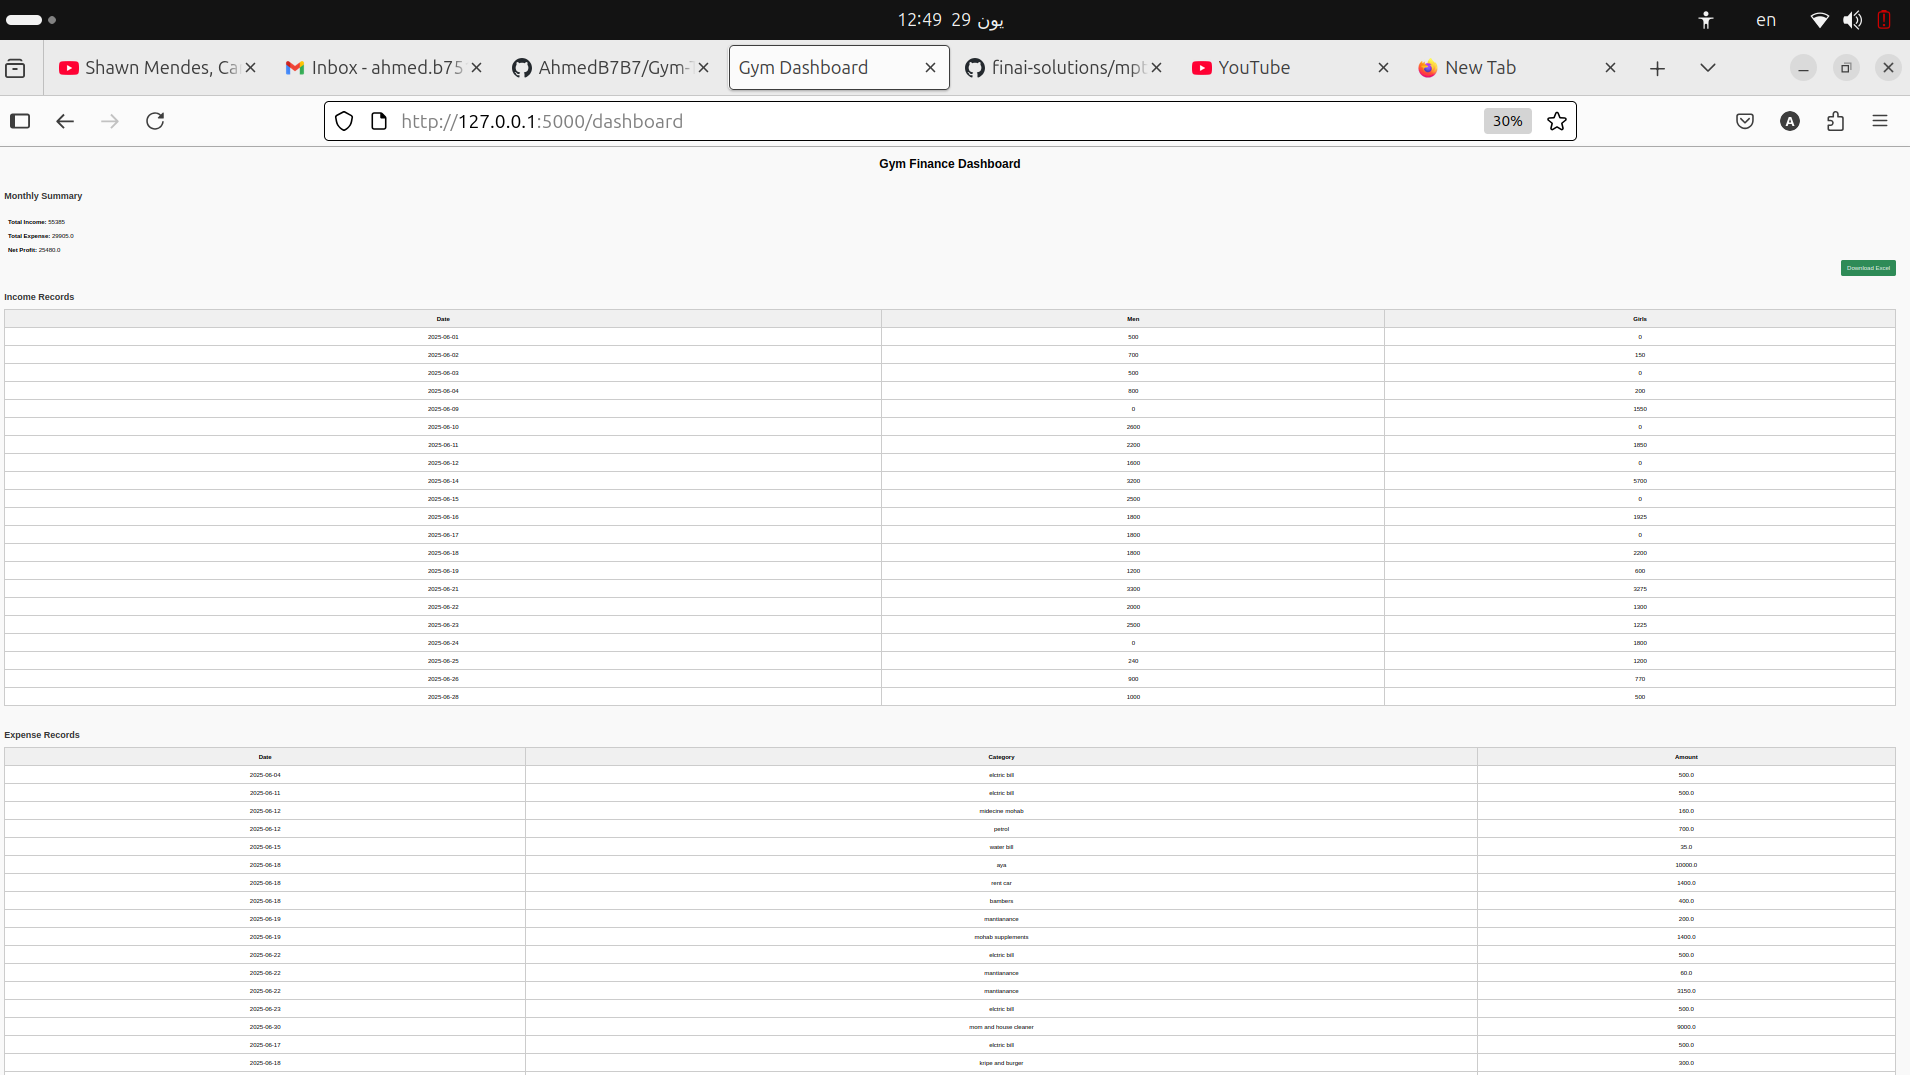 12:49 29 يون
en
Shawn Mendes, Ca
Inbox - ahmed.b75
AhmedB7B7/Gym-T
Gym Dashboard
finai-solutions/mpt
YouTube
New Tab
http://127.0.0.1:5000/dashboard
30%
A
Gym Finance Dashboard
Monthly Summary
Total Income: 55385
Total Expense: 29905.0
Net Profit: 25480.0
Download Excel
Income Records
Date Men Girls
2025-06-01 500 0
2025-06-02 700 150
2025-06-03 500 0
2025-06-04 800 200
2025-06-09 0 1550
2025-06-10 2600 0
2025-06-11 2200 1850
2025-06-12 1600 0
2025-06-14 3200 5700
2025-06-15 2500 0
2025-06-16 1800 1925
2025-06-17 1800 0
2025-06-18 1800 2200
2025-06-19 1200 600
2025-06-21 3300 3275
2025-06-22 2000 1300
2025-06-23 2500 1225
2025-06-24 0 1800
2025-06-25 240 1200
2025-06-26 900 770
2025-06-28 1000 500
Expense Records
Date Category Amount
2025-06-04 elctric bill 500.0
2025-06-11 elctric bill 500.0
2025-06-12 midecine mohab 160.0
2025-06-12 petrol 700.0
2025-06-15 water bill 35.0
2025-06-18 aya 10000.0
2025-06-18 rent car 1400.0
2025-06-18 bambers 400.0
2025-06-19 mantianance 200.0
2025-06-19 mohab supplements 1400.0
2025-06-22 elctric bill 500.0
2025-06-22 mantianance 60.0
2025-06-22 mantianance 3150.0
2025-06-23 elctric bill 500.0
2025-06-30 mom and house cleaner 9000.0
2025-06-17 elctric bill 500.0
2025-06-18 kripe and burger 300.0